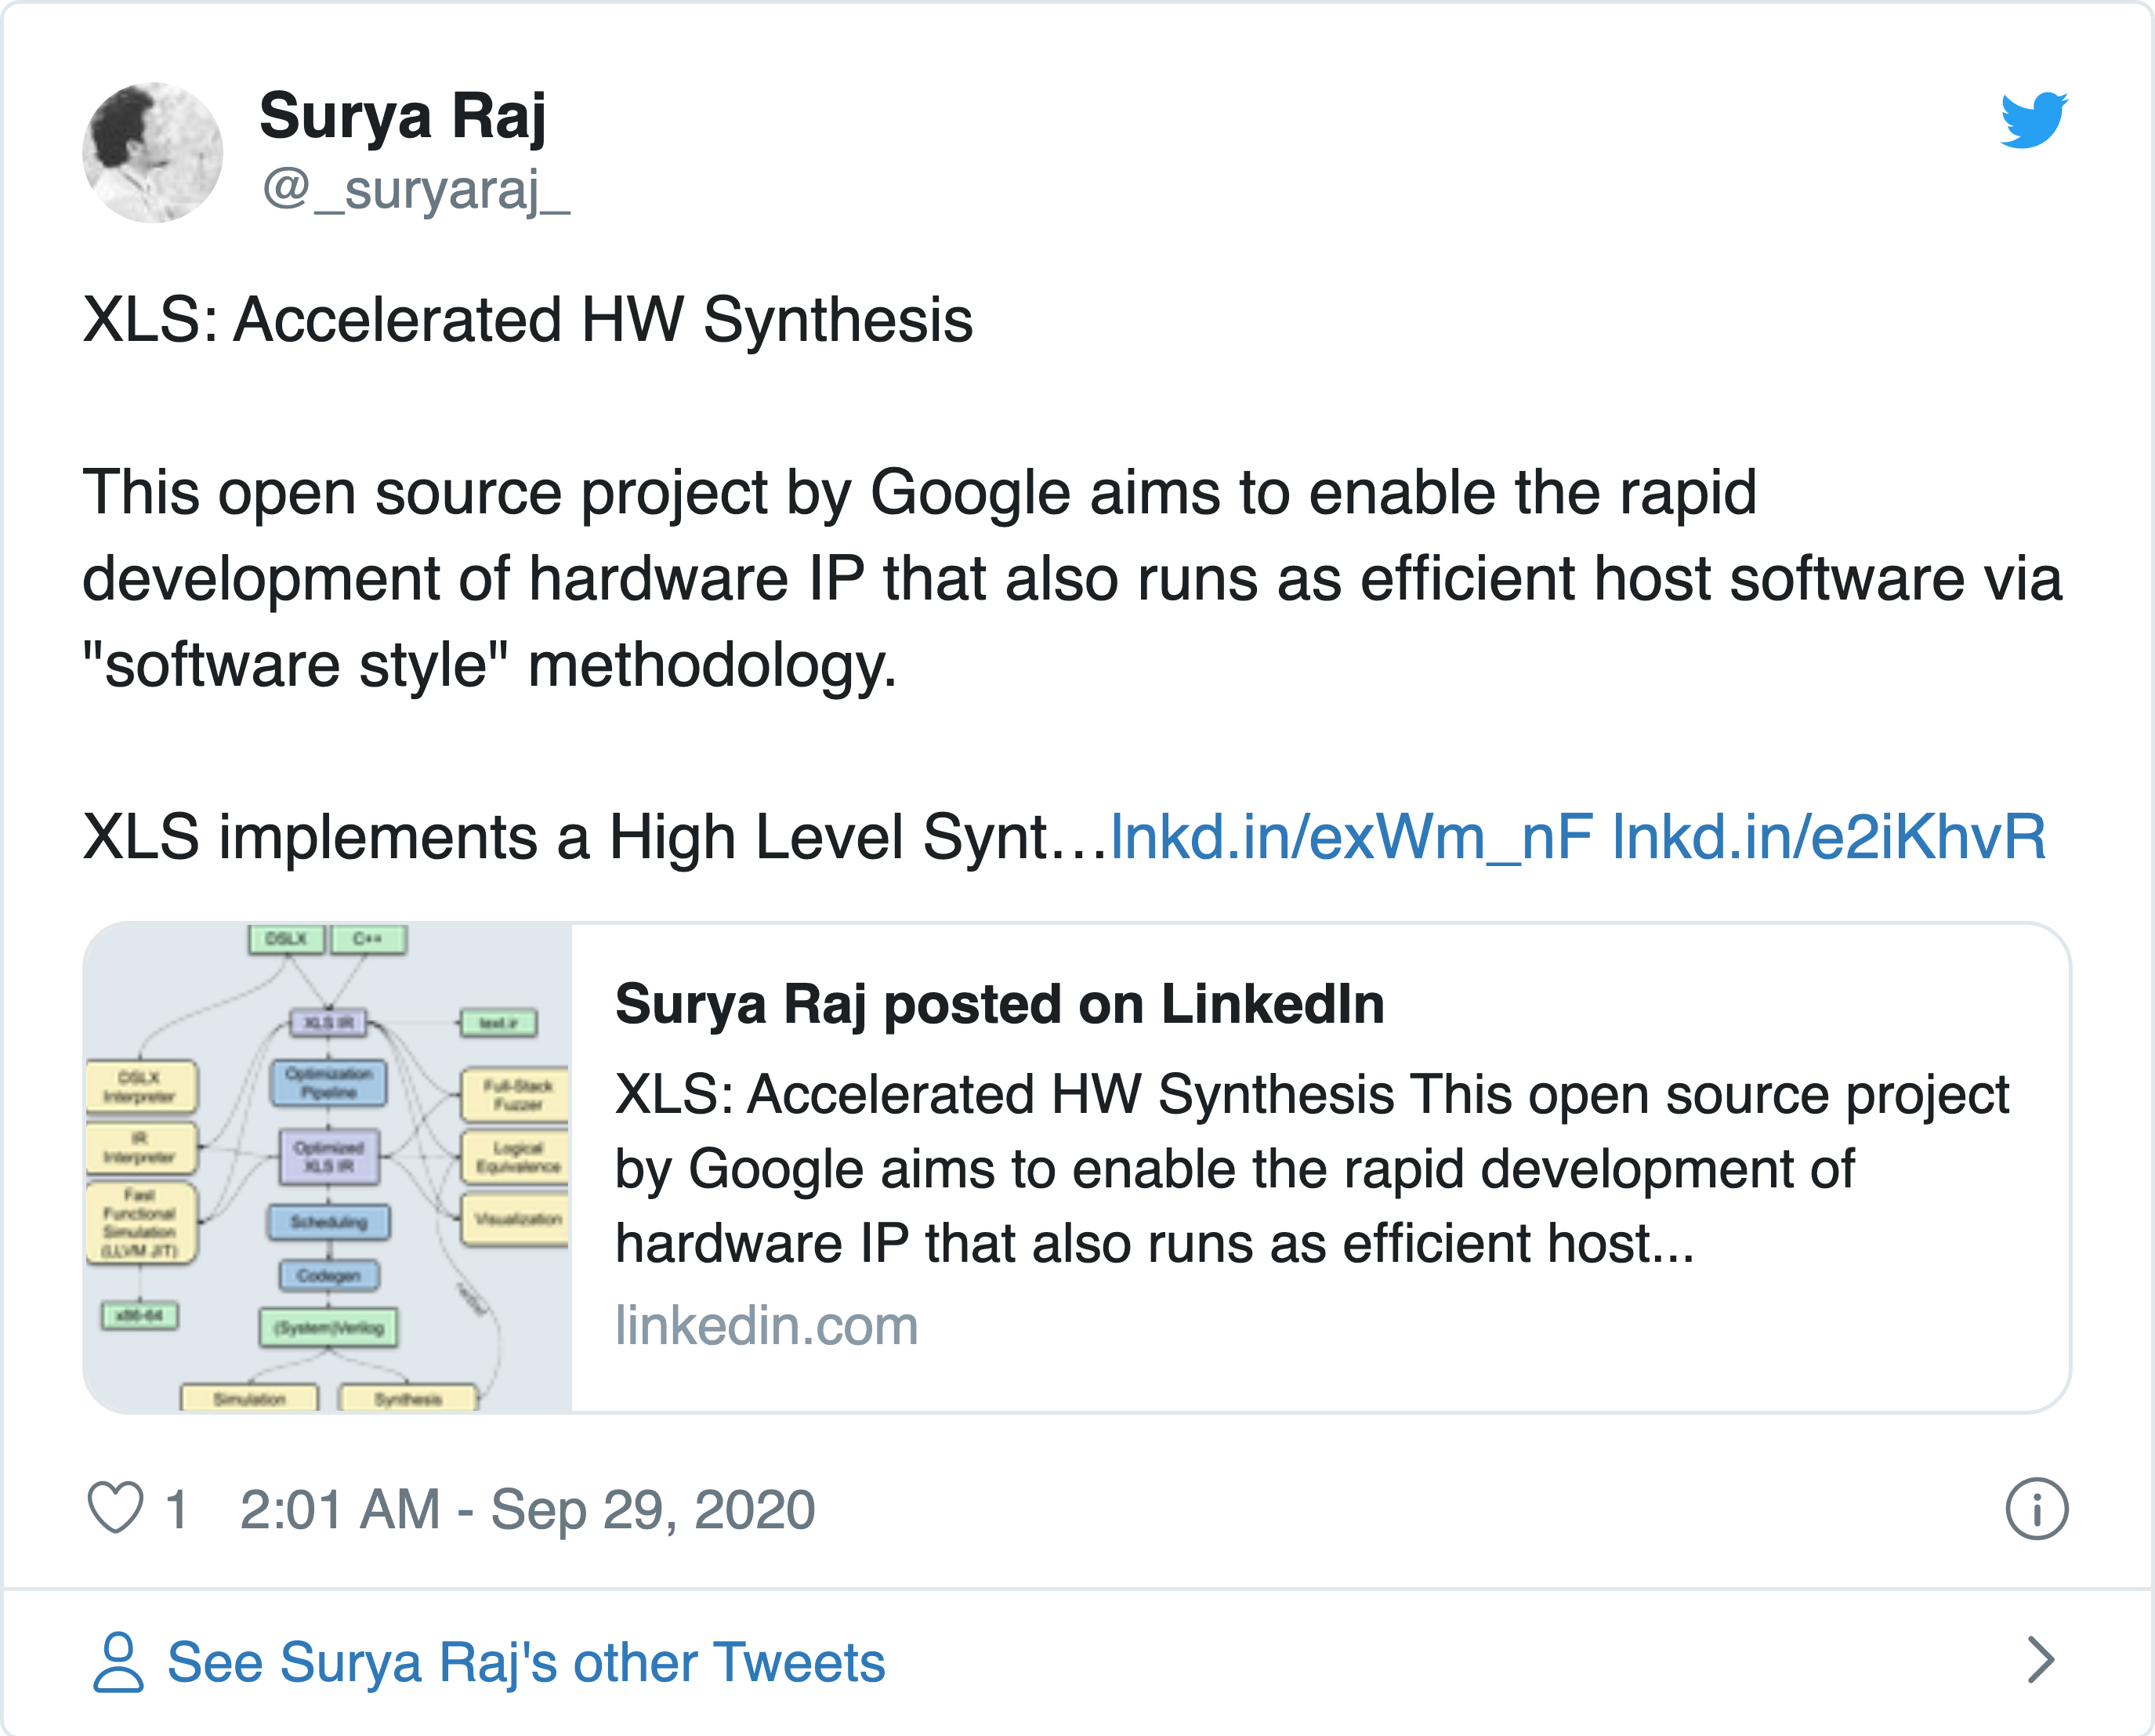 Surya Raj
@_suryaraj_
XLS: Accelerated HW Synthesis
This open source project by Google aims to enable the rapid
development of hardware IP that also runs as efficient host software via
"software style" methodology.
XLS implements a High Level Synt…lnkd.in/exWm_nF lnkd.in/e2iKhvR
DSLX
C++
XLS IR
text.ir
DSLX
Interpreter
Optimization
Pipeline
Full-Stack
Fuzzer
IR
Interpreter
Optimized
XLS IR
Logical
Equivalence
Fast
Functional
Simulation
(LLVM JIT)
Scheduling
Visualization
Codegen
x86-64
(System)Verilog
Simulation
Synthesis
Surya Raj posted on LinkedIn
XLS: Accelerated HW Synthesis This open source project
by Google aims to enable the rapid development of
hardware IP that also runs as efficient host...
linkedin.com
1 2:01 AM - Sep 29, 2020
See Surya Raj's other Tweets